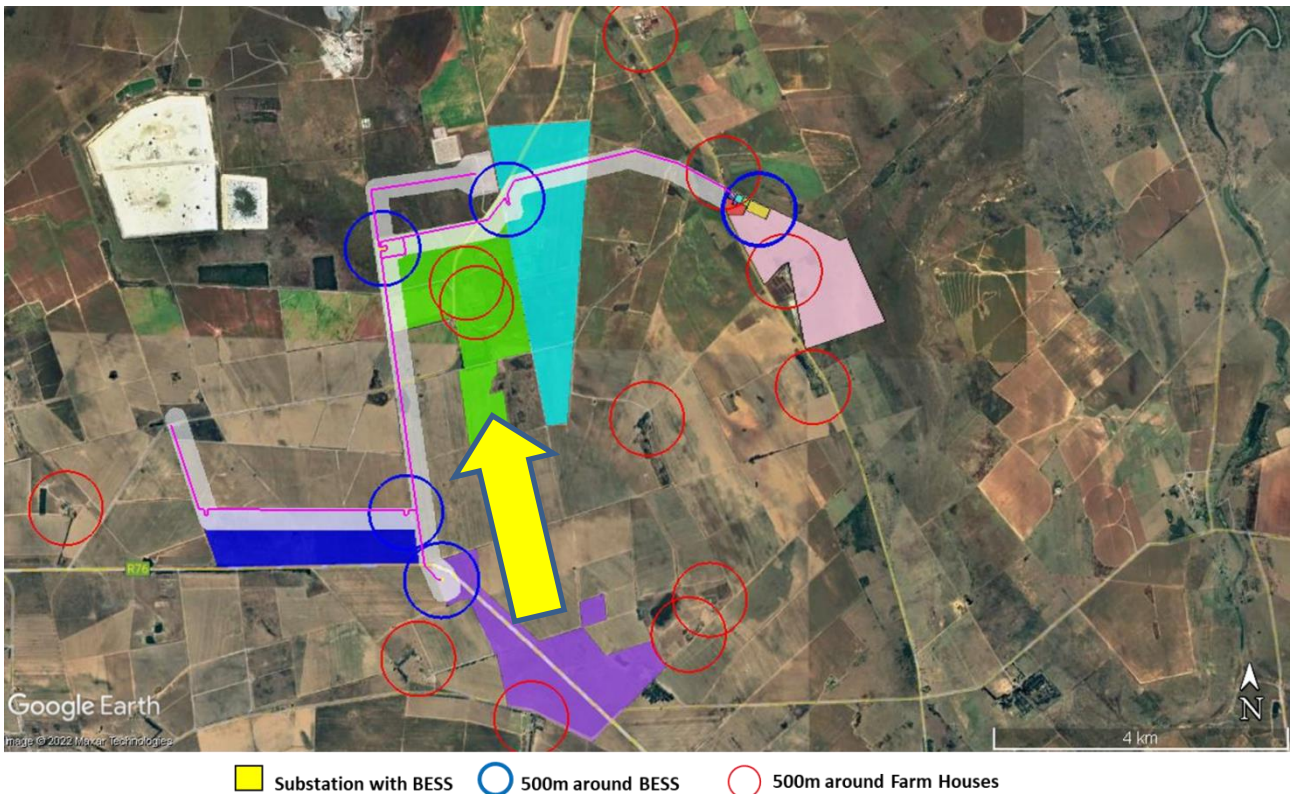 R76
Google Earth
N
Image © 2022 Maxar Technologies
4 km
Substation with BESS 500m around BESS 500m around Farm Houses